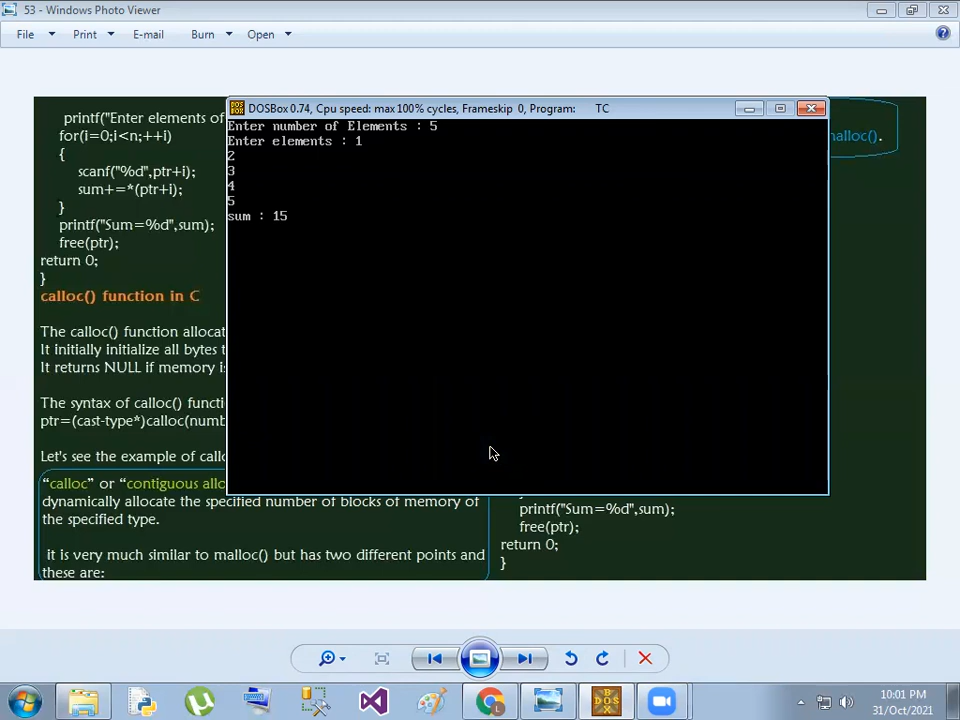 53 - Windows Photo Viewer
File
Print
E-mail
Burn
Open
DOSBox 0.74, Cpu speed: max 100% cycles, Frameskip 0, Program: TC
Enter number of Elements : 5
Enter elements : 1
2
3
4
5
sum : 15
printf("Enter elements of
for(i=0;i<n;++i)
{
scanf("%d",ptr+i);
sum+=*(ptr+i);
}
printf("Sum=%d",sum);
free(ptr);
return 0;
}
calloc() function in C
The calloc() function allocat
It initially initialize all bytes t
It returns NULL if memory is
The syntax of calloc() functi
ptr=(cast-type*)calloc(numb
Let's see the example of callo
“calloc” or “contiguous allo
dynamically allocate the specified number of blocks of memory of
the specified type.
it is very much similar to malloc() but has two different points and
these are:
malloc().
printf("Sum=%d",sum);
free(ptr);
return 0;
}
10:01 PM
31/Oct/2021